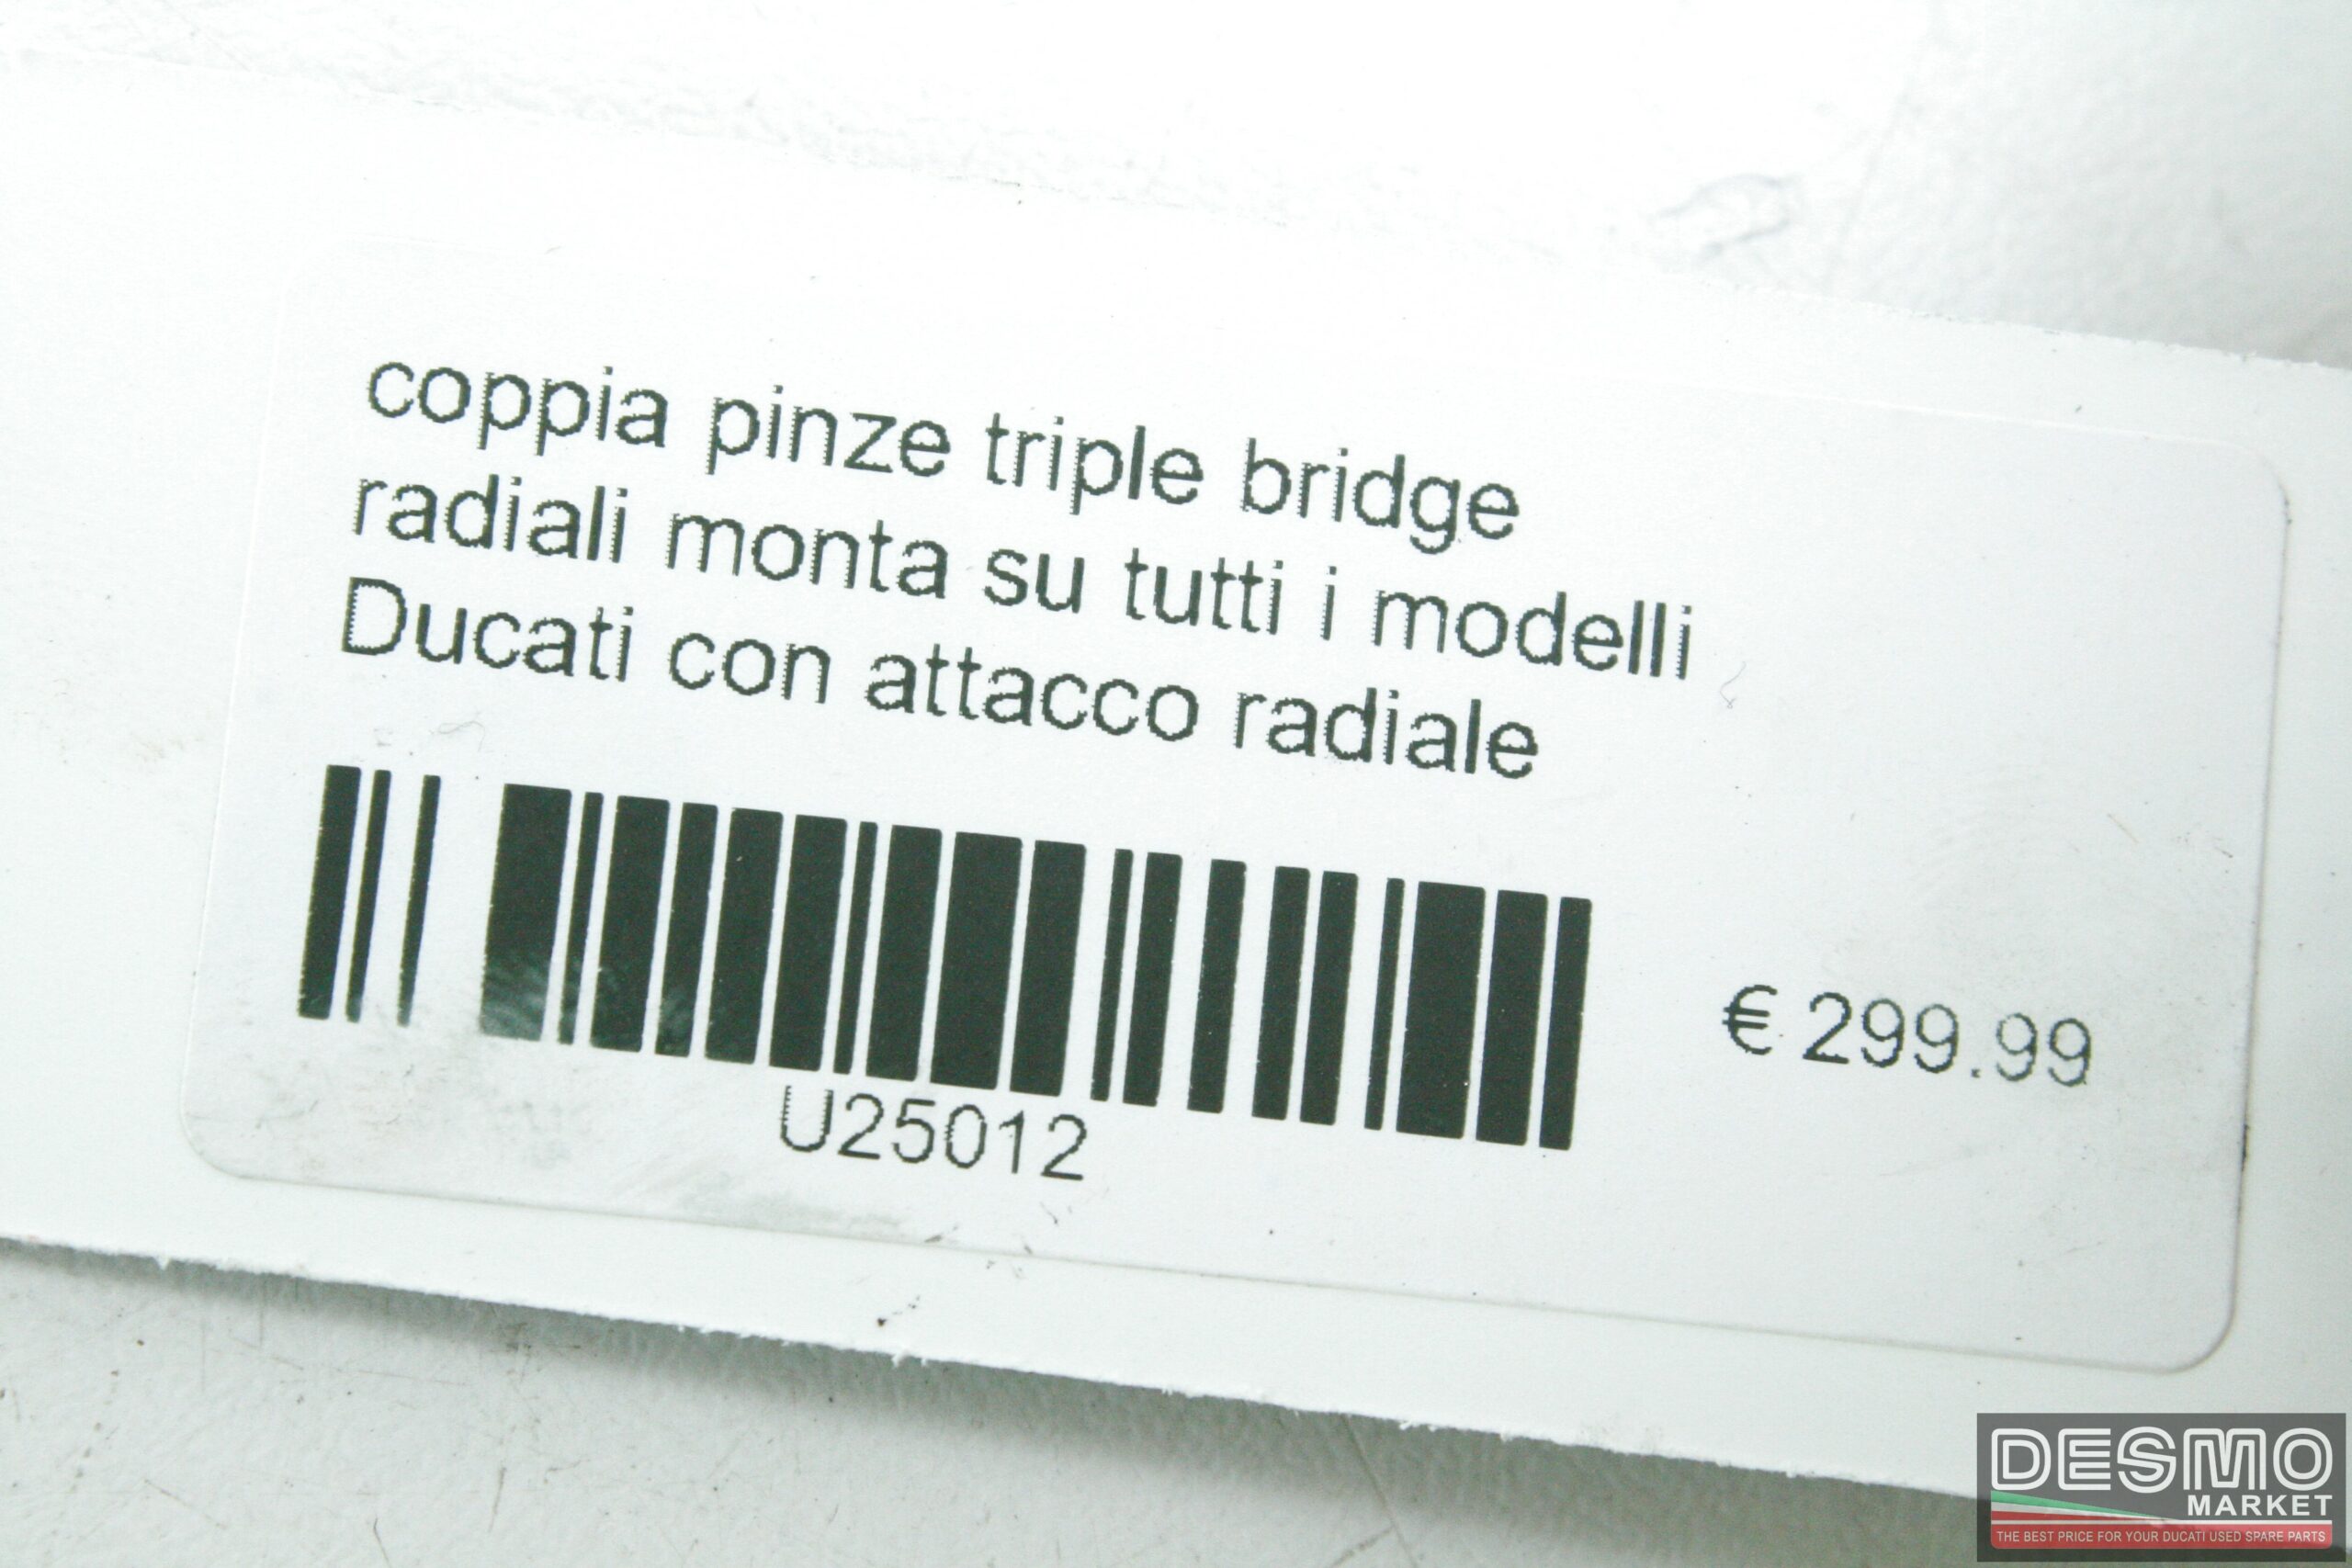 coppia pinze triple bridge
radiali monta su tutti i modelli
Ducati con attacco radiale
€ 299.99
U25012
DESMO
MARKET
THE BEST PRICE FOR YOUR DUCATI USED SPARE PARTS